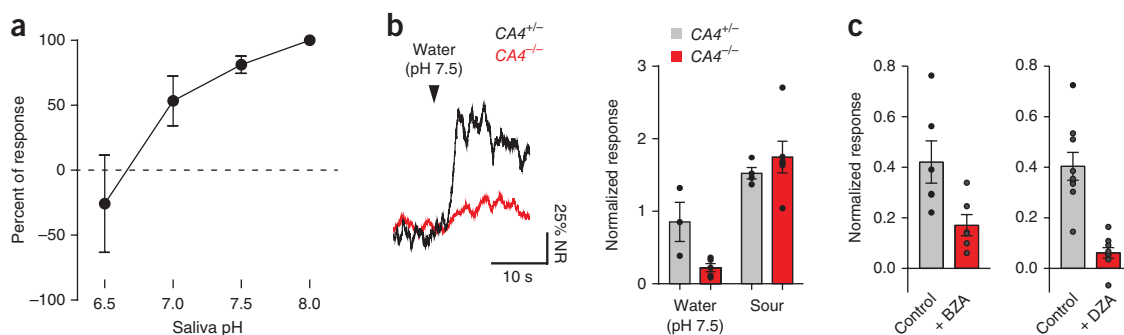 a
100
50
0
–50
–100
Percent of response
6.5
7.0
7.5
8.0
Saliva pH
b
Water
(pH 7.5)
CA4+/–
CA4–/–
25% NR
10 s
CA4+/–
CA4–/–
3
2
1
0
Normalized response
Water
(pH 7.5)
Sour
c
0.8
0.6
0.4
0.2
0.0
Normalized response
Control
+ BZA
0.8
0.6
0.4
0.2
0.0
Control
+ DZA